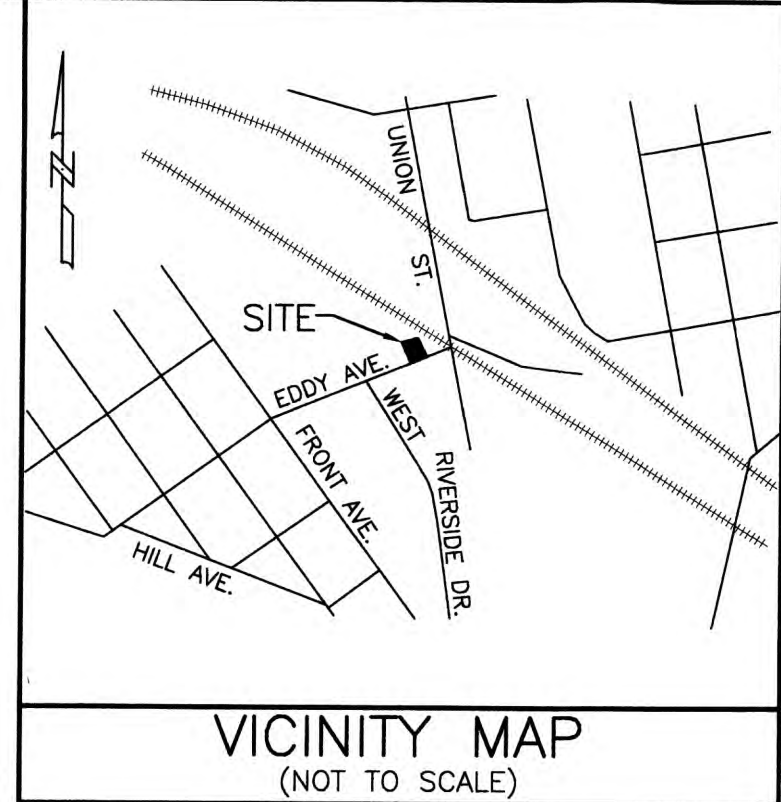 N
UNION ST.
SITE
EDDY AVE.
WEST RIVERSIDE DR.
FRONT AVE.
HILL AVE.
VICINITY MAP
(NOT TO SCALE)